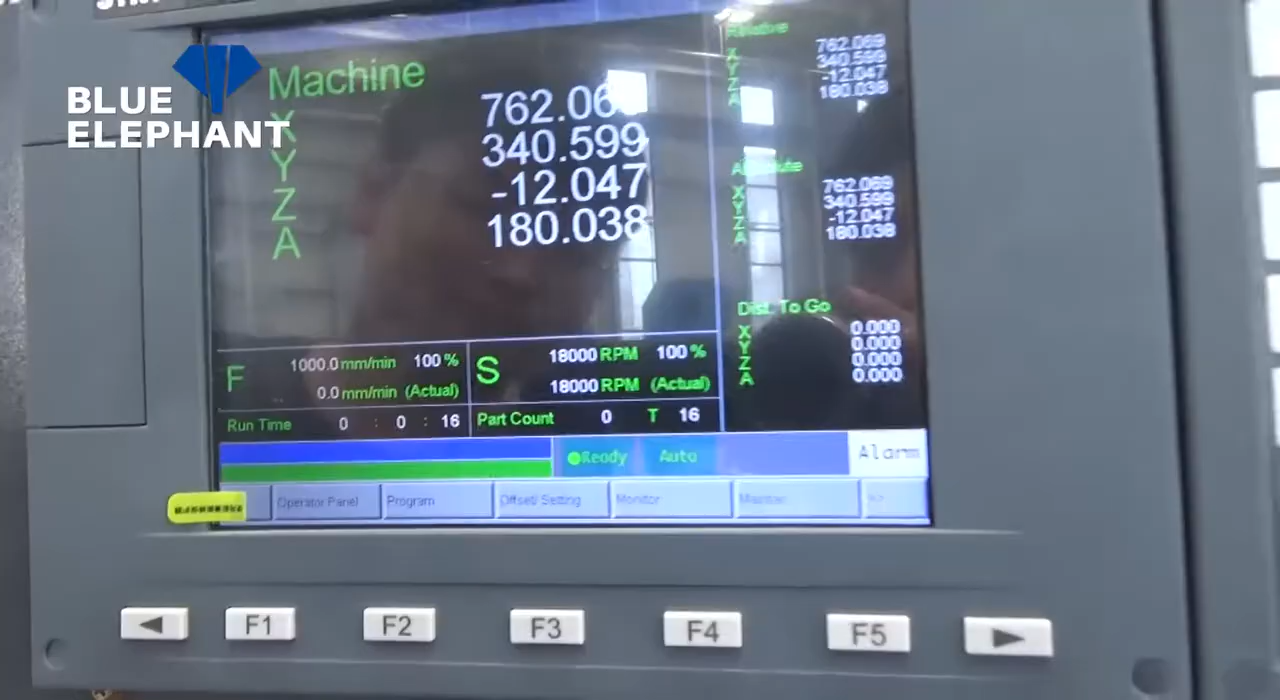 BLUE
ELEPHANT
Machine
X
Y
Z
A
762.06
340.599
-12.047
180.038
Relative
X 762.069
Y 340.599
Z -12.047
A 180.038
Absolute
X 762.069
Y 340.599
Z -12.047
A 180.038
Dist. To Go
X 0.000
Y 0.000
Z 0.000
A 0.000
F 1000.0 mm/min 100 %
0.0 mm/min (Actual)
S 18000 RPM 100 %
18000 RPM (Actual)
Run Time 0 : 0 : 16
Part Count 0 T 16
Ready Auto Alarm
Operator Panel Program Offset/ Setting Monitor Maintain
F1 F2 F3 F4 F5